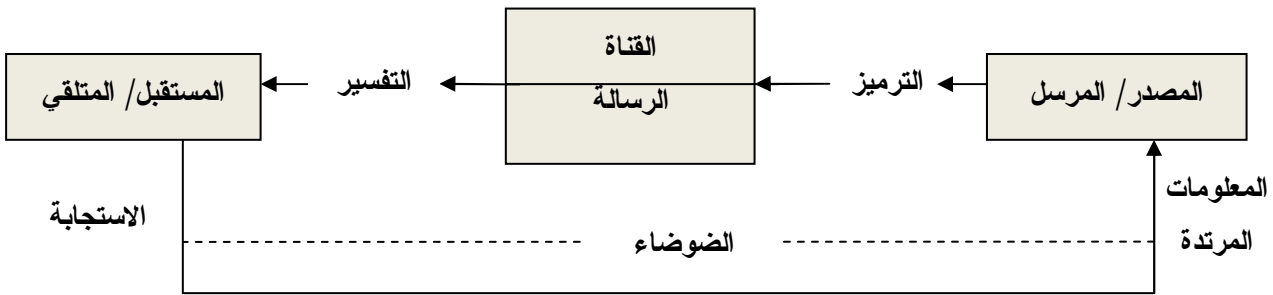 المصدر/ المرسل
الترميز
القناة
الرسالة
التفسير
المستقبل/ المتلقي
المعلومات
المرتدة
الضوضاء
الاستجابة